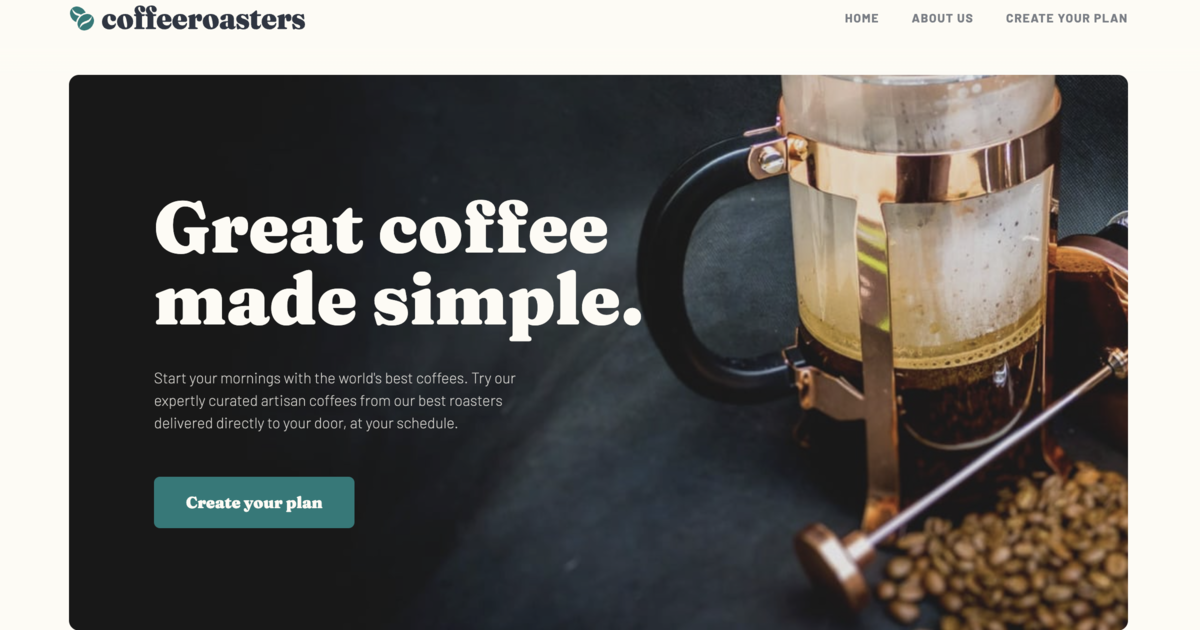 coffeeroasters
HOME ABOUT US CREATE YOUR PLAN
Great coffee
made simple.
Start your mornings with the world's best coffees. Try our
expertly curated artisan coffees from our best roasters
delivered directly to your door, at your schedule.
Create your plan